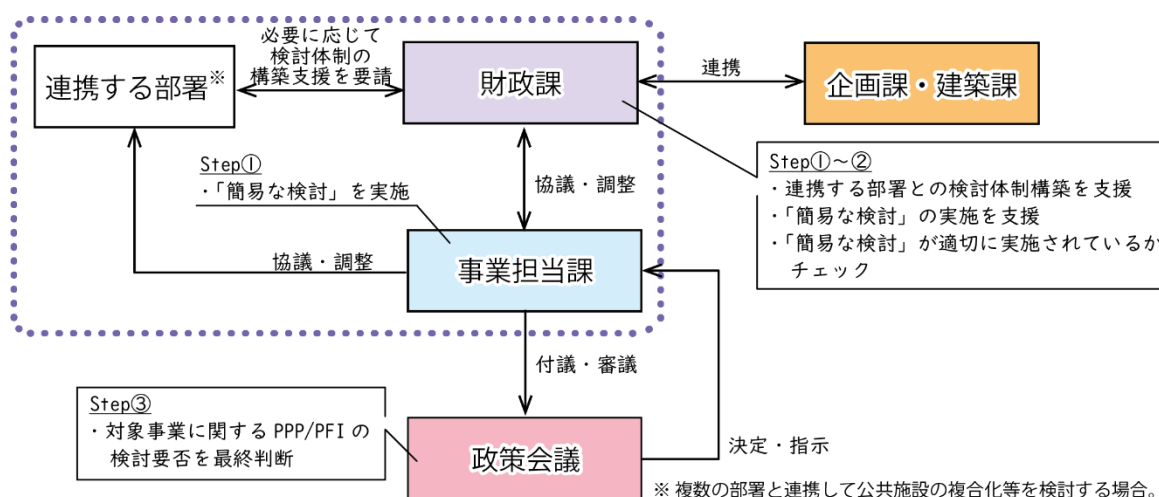 必要に応じて
検討体制の
構築支援を要請
連携する部署※
財政課
連携
企画課・建築課
Step①
・「簡易な検討」を実施
協議・調整
Step①～②
・連携する部署との検討体制構築を支援
・「簡易な検討」の実施を支援
・「簡易な検討」が適切に実施されているか
チェック
協議・調整
事業担当課
付議・審議
Step③
・対象事業に関する PPP/PFI の
検討要否を最終判断
政策会議
決定・指示
※ 複数の部署と連携して公共施設の複合化等を検討する場合。